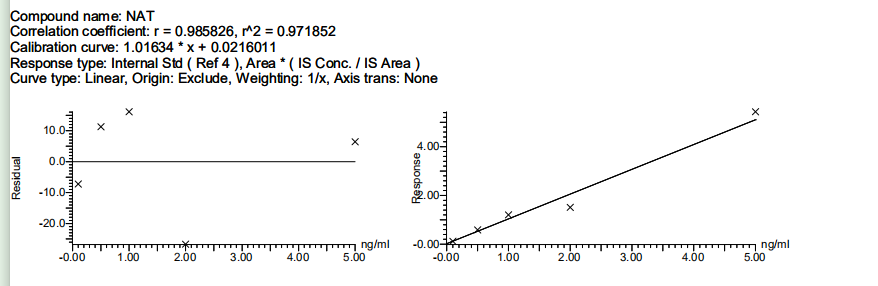 Compound name: NAT
Correlation coefficient: r = 0.985826, r^2 = 0.971852
Calibration curve: 1.01634 * x + 0.0216011
Response type: Internal Std ( Ref 4 ), Area * ( IS Conc. / IS Area )
Curve type: Linear, Origin: Exclude, Weighting: 1/x, Axis trans: None
Residual
10.0
0.0
-10.0
-20.0
-0.00 1.00 2.00 3.00 4.00 5.00
ng/ml
Response
4.00
2.00
-0.00
-0.00 1.00 2.00 3.00 4.00 5.00
ng/ml